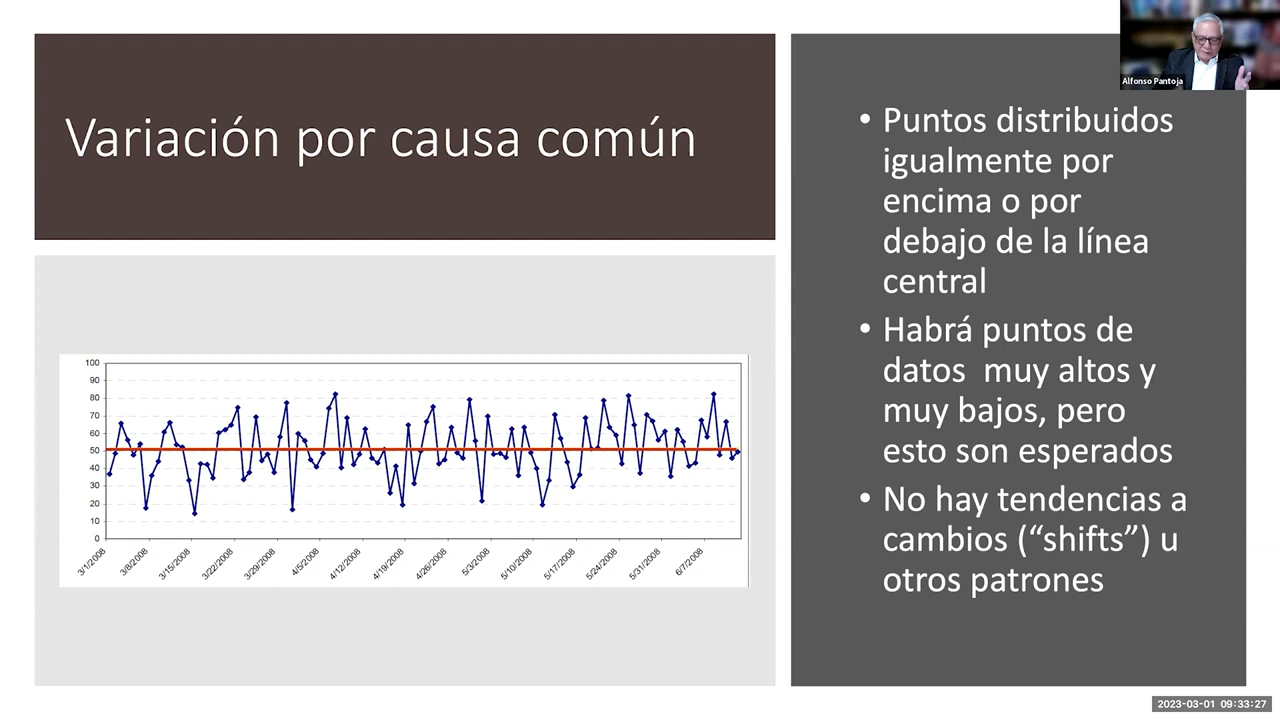 Alfonso Pantoja
Variación por causa común
• Puntos distribuidos
igualmente por
encima o por
debajo de la línea
central
• Habrá puntos de
datos  muy altos y
muy bajos, pero
esto son esperados
• No hay tendencias a
cambios (“shifts”) u
otros patrones
100
90
80
70
60
50
40
30
20
10
0
3/1/2008
3/8/2008
3/15/2008
3/22/2008
3/29/2008
4/5/2008
4/12/2008
4/19/2008
4/26/2008
5/3/2008
5/10/2008
5/17/2008
5/24/2008
5/31/2008
6/7/2008
2023-03-01 09:33:27